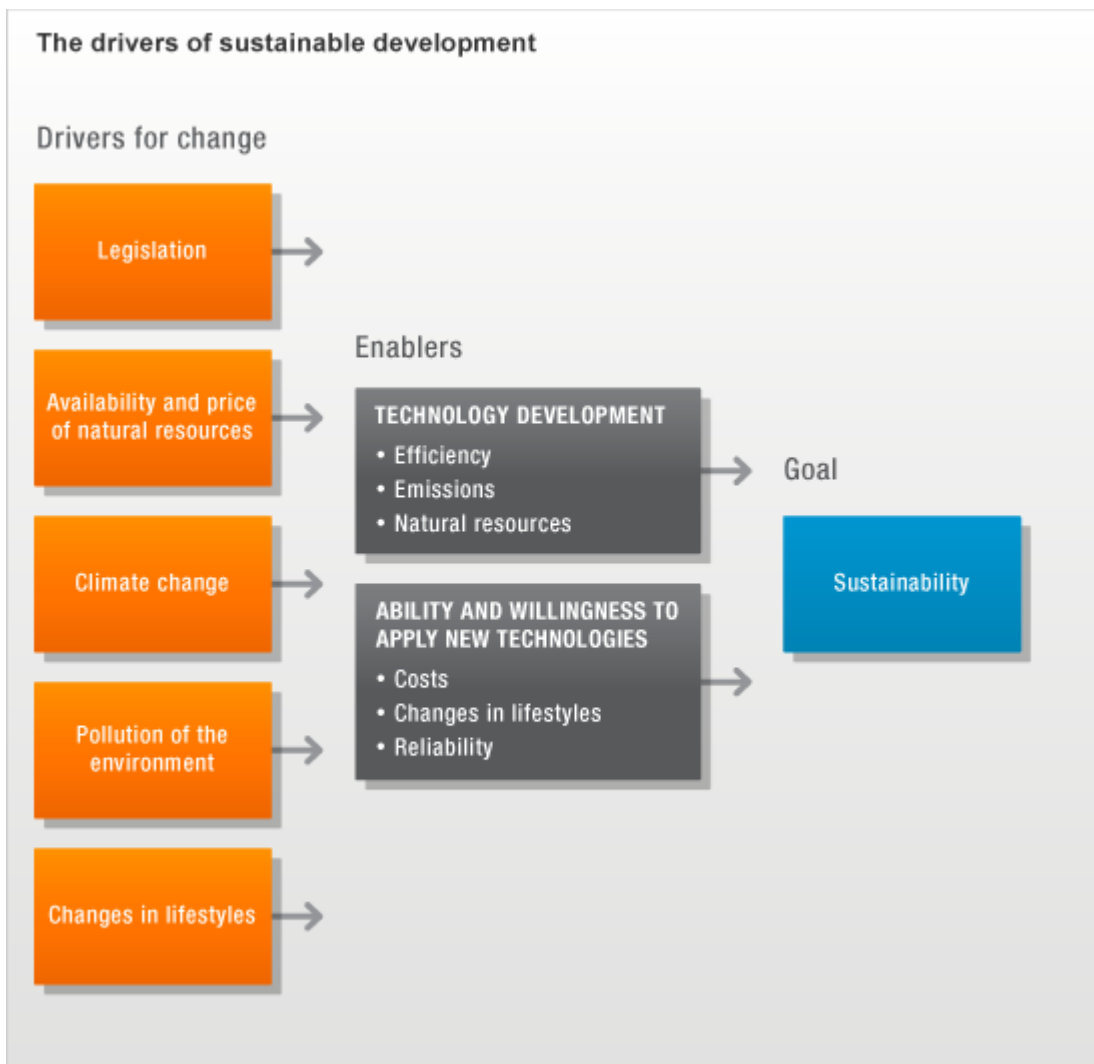 The drivers of sustainable development
Drivers for change
Legislation
Availability and price
of natural resources
Climate change
Pollution of the
environment
Changes in lifestyles
Enablers
TECHNOLOGY DEVELOPMENT
• Efficiency
• Emissions
• Natural resources
ABILITY AND WILLINGNESS TO
APPLY NEW TECHNOLOGIES
• Costs
• Changes in lifestyles
• Reliability
Goal
Sustainability